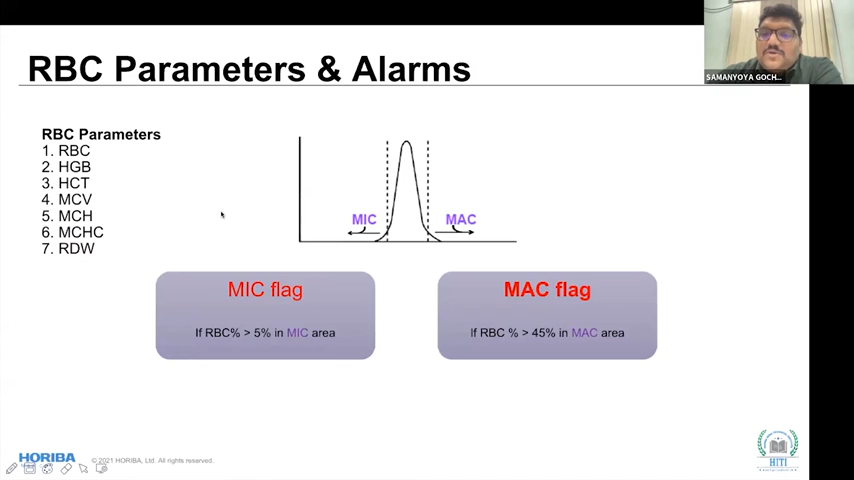 SAMANYOYA GOCH...
RBC Parameters & Alarms
RBC Parameters
1. RBC
2. HGB
3. HCT
4. MCV
5. MCH
6. MCHC
7. RDW
MIC
MAC
MIC flag
If RBC% > 5% in MIC area
MAC flag
If RBC % > 45% in MAC area
HORIBA
© 2021 HORIBA, Ltd. All rights reserved.
HITI